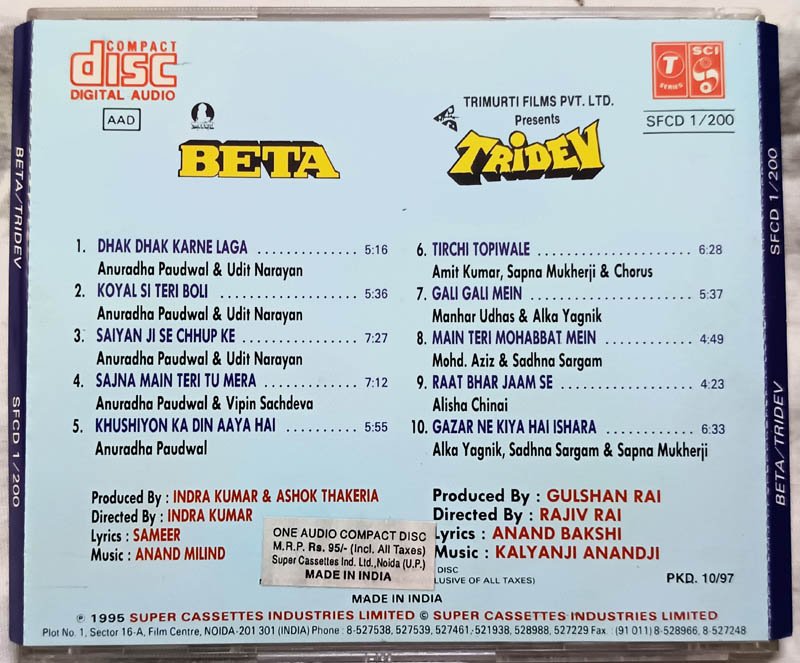 COMPACT
disc
DIGITAL AUDIO
AAD
BETA
TRIMURTI FILMS PVT. LTD.
Presents
TRIDEV
T
SERIES
SCI
SFCD 1/200
1. DHAK DHAK KARNE LAGA ............. 5:16
Anuradha Paudwal & Udit Narayan
2. KOYAL SI TERI BOLI .................. 5:36
Anuradha Paudwal & Udit Narayan
3. SAIYAN JI SE CHHUP KE ............... 7:27
Anuradha Paudwal & Udit Narayan
4. SAJNA MAIN TERI TU MERA ............ 7:12
Anuradha Paudwal & Vipin Sachdeva
5. KHUSHIYON KA DIN AAYA HAI .......... 5:55
Anuradha Paudwal
6. TIRCHI TOPIWALE .................. 6:28
Amit Kumar, Sapna Mukherji & Chorus
7. GALI GALI MEIN ................... 5:37
Manhar Udhas & Alka Yagnik
8. MAIN TERI MOHABBAT MEIN .......... 4:49
Mohd. Aziz & Sadhna Sargam
9. RAAT BHAR JAAM SE ............... 4:23
Alisha Chinai
10. GAZAR NE KIYA HAI ISHARA ......... 6:33
Alka Yagnik, Sadhna Sargam & Sapna Mukherji
Produced By : INDRA KUMAR & ASHOK THAKERIA
Directed By : INDRA KUMAR
Lyrics : SAMEER
Music : ANAND MILIND
Produced By : GULSHAN RAI
Directed By : RAJIV RAI
Lyrics : ANAND BAKSHI
Music : KALYANJI ANANDJI
ONE AUDIO COMPACT DISC
M.R.P. Rs. 95/- (Incl. All Taxes)
Super Cassettes Ind. Ltd.,Noida (U.P.)
MADE IN INDIA
DISC
LUSIVE OF ALL TAXES)
PKD. 10/97
MADE IN INDIA
℗ 1995 SUPER CASSETTES INDUSTRIES LIMITED © SUPER CASSETTES INDUSTRIES LIMITED
Plot No. 1, Sector 16-A, Film Centre, NOIDA-201 301 (INDIA) Phone : 8-527538, 527539, 527461, 521938, 528988, 527229 Fax : (91 011) 8-528966, 8-527248
BETA/TRIDEV
SFCD 1/200
SFCD 1/200
BETA/TRIDEV